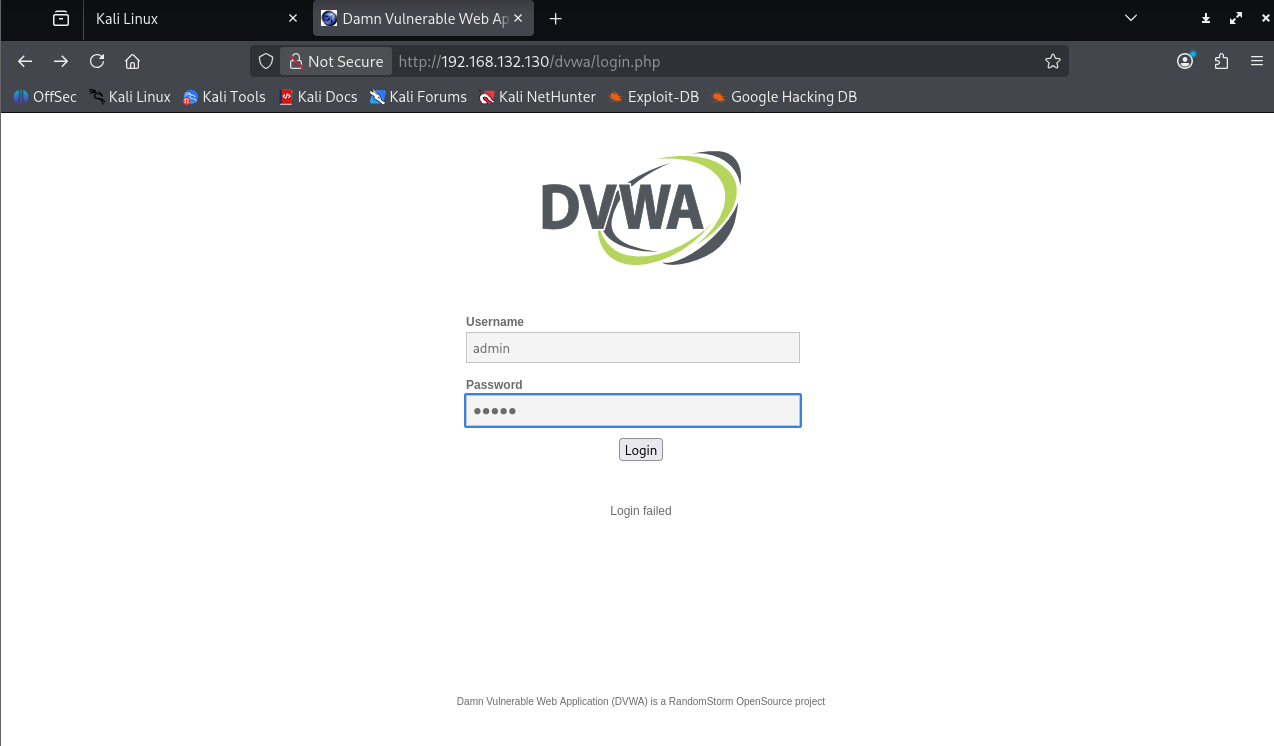 Kali Linux
Damn Vulnerable Web Ap
Not Secure http://192.168.132.130/dvwa/login.php
OffSec Kali Linux Kali Tools Kali Docs Kali Forums Kali NetHunter Exploit-DB Google Hacking DB
DVWA
Username
admin
Password
●●●●●
Login
Login failed
Damn Vulnerable Web Application (DVWA) is a RandomStorm OpenSource project